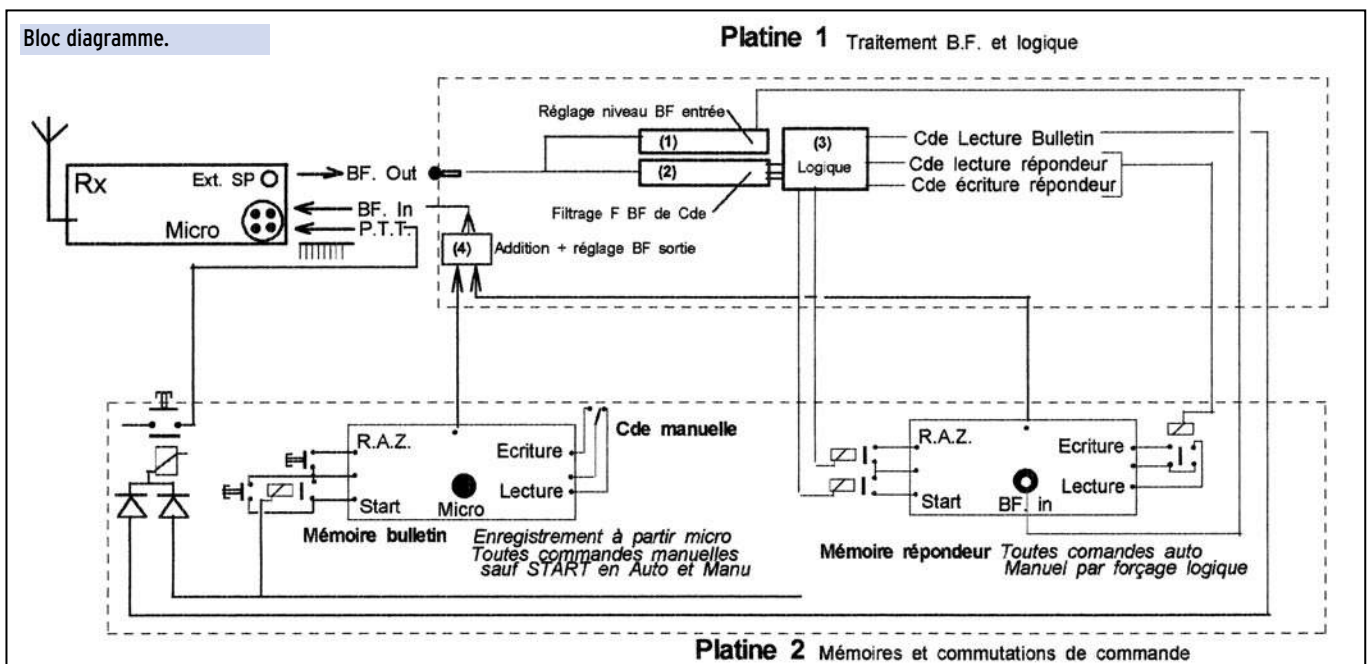 Bloc diagramme.
Platine 1 Traitement B.F. et logique
Réglage niveau BF entrée
(1)
(2)
(3)
Logique
Cde Lecture Bulletin
Cde lecture répondeur
Cde écriture répondeur
Filtrage F BF de Cde
Rx
Ext. SP
Micro
BF. Out
BF. In
P.T.T.
(4)
Addition + réglage BF sortie
R.A.Z.
Start
Micro
Ecriture
Lecture
Cde manuelle
Mémoire bulletin
Enregistrement à partir micro
Toutes commandes manuelles
sauf START en Auto et Manu
R.A.Z.
Start
BF. in
Ecriture
Lecture
Mémoire répondeur Toutes comandes auto
Manuel par forçage logique
Platine 2 Mémoires et commutations de commande